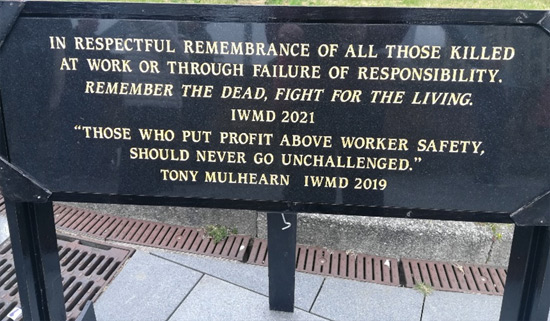 IN RESPECTFUL REMEMBRANCE OF ALL THOSE KILLED
AT WORK OR THROUGH FAILURE OF RESPONSIBILITY.
REMEMBER THE DEAD, FIGHT FOR THE LIVING.
IWMD 2021
“THOSE WHO PUT PROFIT ABOVE WORKER SAFETY,
SHOULD NEVER GO UNCHALLENGED.”
TONY MULHEARN IWMD 2019